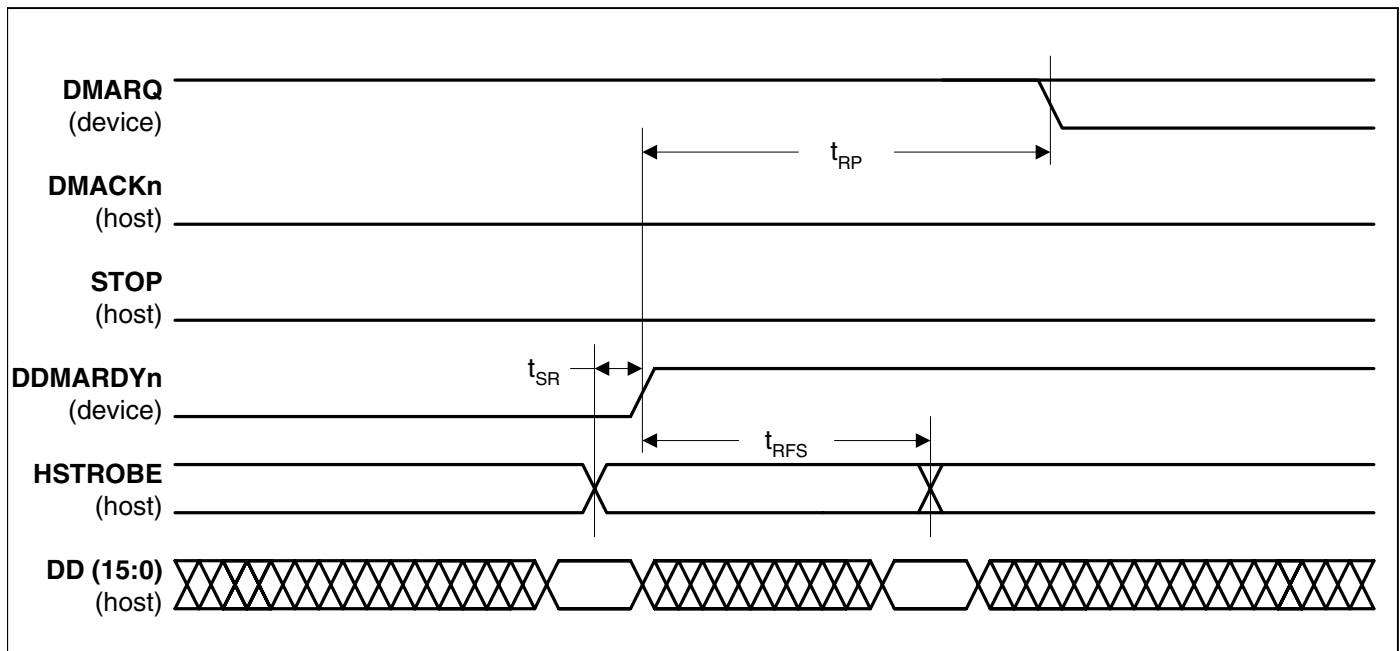 DMARQ
(device)
t_RP
DMACKn
(host)
STOP
(host)
t_SR
DDMARDYn
(device)
t_RFS
HSTROBE
(host)
DD (15:0)
(host)